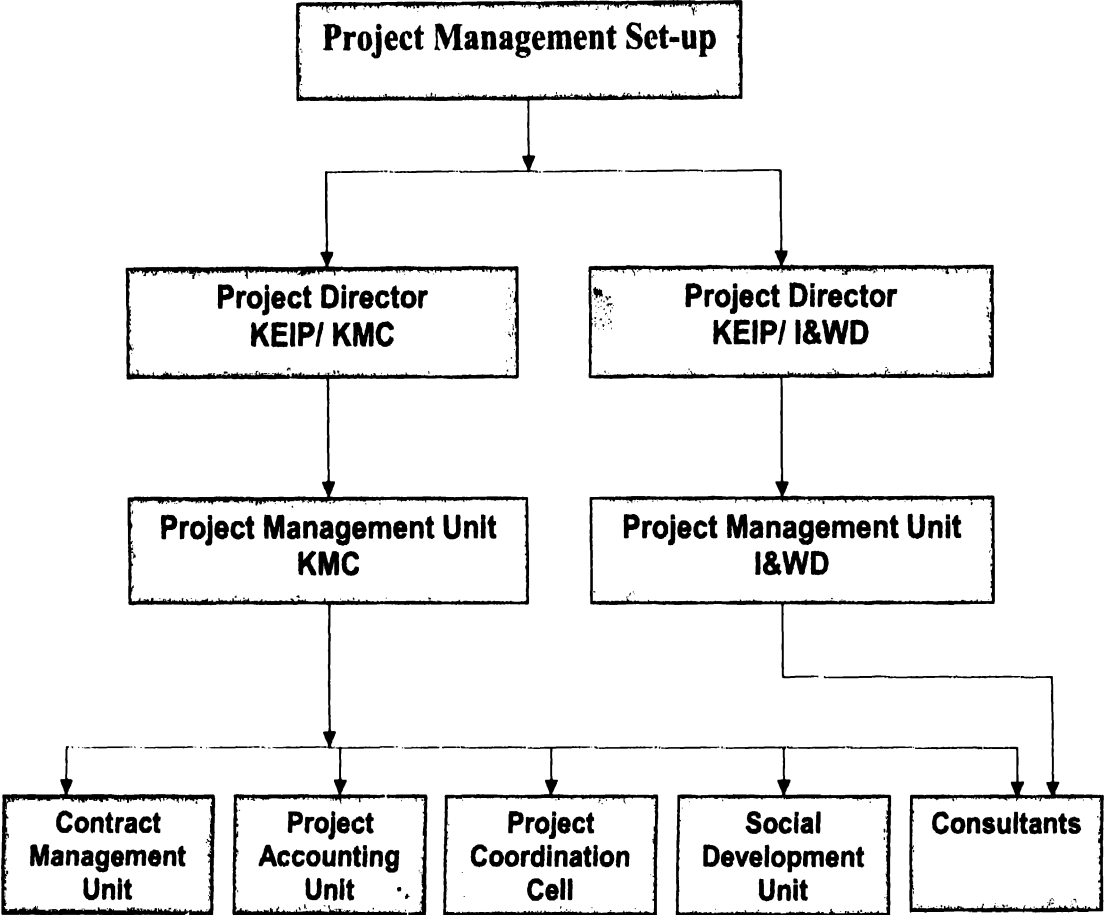 Project Management Set-up
Project Director
KEIP/ KMC
Project Director
KEIP/ I&WD
Project Management Unit
KMC
Project Management Unit
I&WD
Contract
Management
Unit
Project
Accounting
Unit
Project
Coordination
Cell
Social
Development
Unit
Consultants